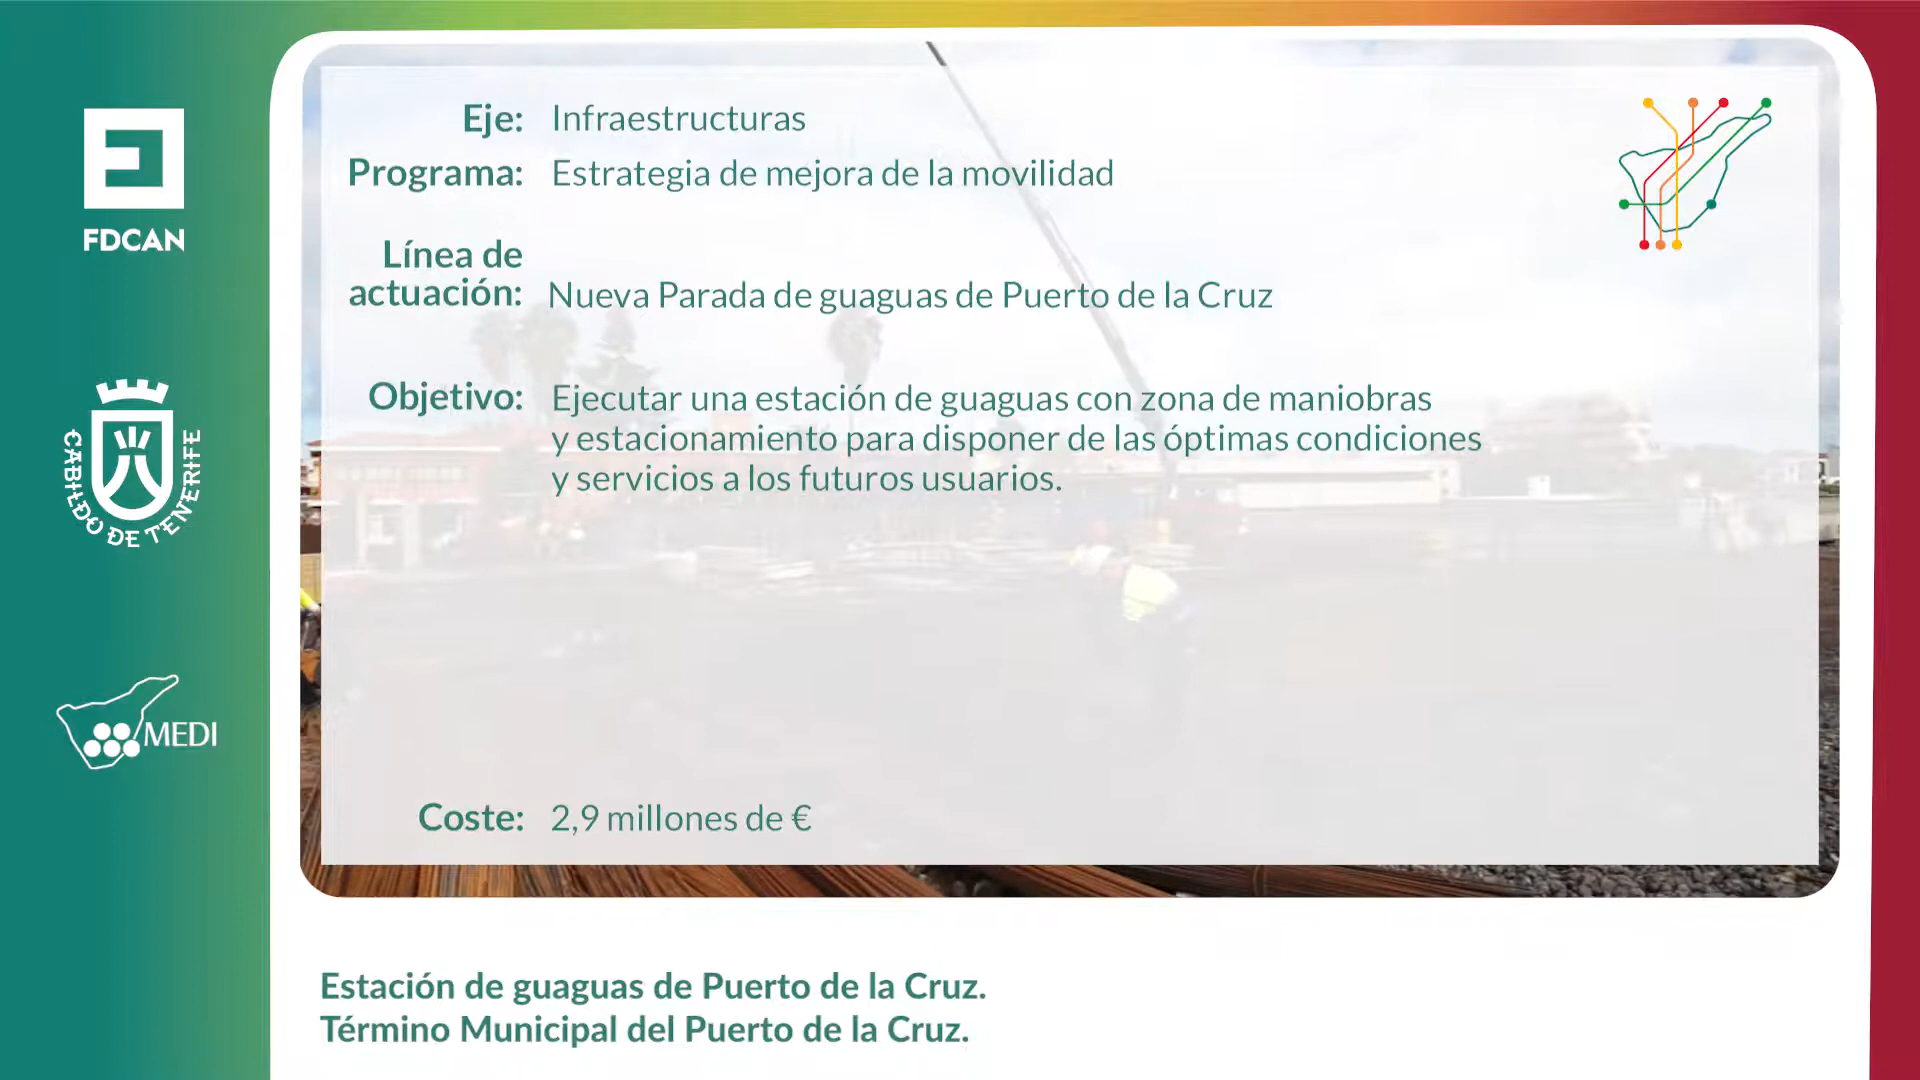 FDCAN
CABILDO DE TENERIFE
MEDI
Eje: Infraestructuras
Programa: Estrategia de mejora de la movilidad
Línea de
actuación: Nueva Parada de guaguas de Puerto de la Cruz
Objetivo: Ejecutar una estación de guaguas con zona de maniobras
y estacionamiento para disponer de las óptimas condiciones
y servicios a los futuros usuarios.
Coste: 2,9 millones de €
Estación de guaguas de Puerto de la Cruz.
Término Municipal del Puerto de la Cruz.